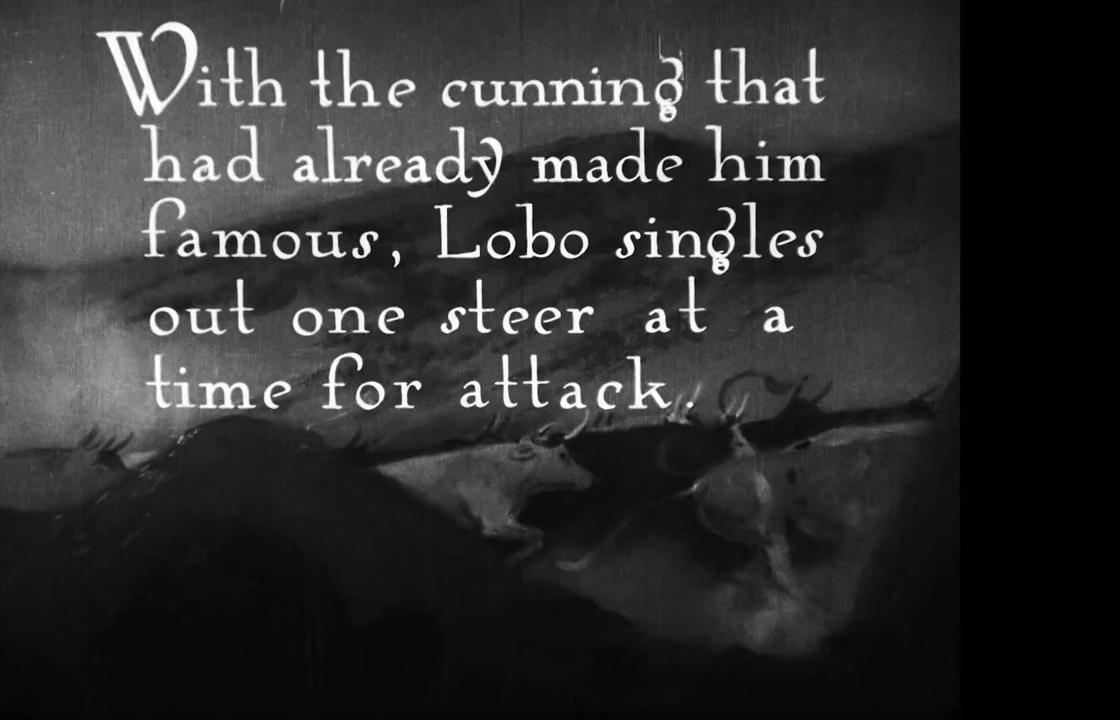 With the cunning that
had already made him
famous, Lobo singles
out one steer at a
time for attack.